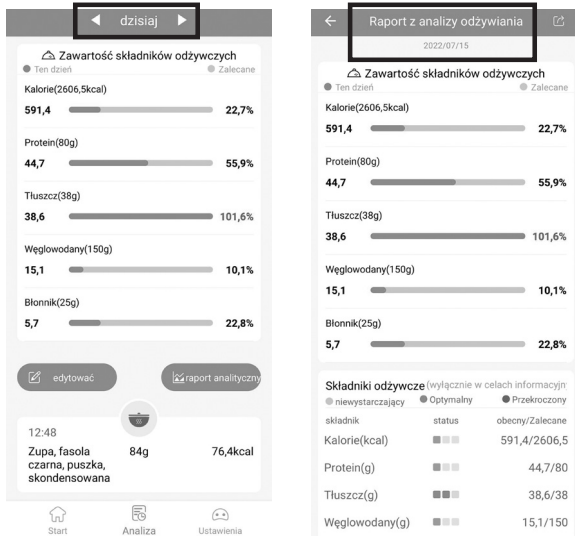 dzisiaj
Zawartość składników odżywczych
Ten dzień Zalecane
Kalorie(2606,5kcal)
591,4 22,7%
Protein(80g)
44,7 55,9%
Tłuszcz(38g)
38,6 101,6%
Węglowodany(150g)
15,1 10,1%
Błonnik(25g)
5,7 22,8%
edytować raport analityczny
12:48
Zupa, fasola 84g 76,4kcal
czarna, puszka,
skondensowana
Start Analiza Ustawienia
Raport z analizy odżywiania
2022/07/15
Zawartość składników odżywczych
Ten dzień Zalecane
Kalorie(2606,5kcal)
591,4 22,7%
Protein(80g)
44,7 55,9%
Tłuszcz(38g)
38,6 101,6%
Węglowodany(150g)
15,1 10,1%
Błonnik(25g)
5,7 22,8%
Składniki odżywcze (wyłącznie w celach informacyjn
niewystarczający Optymalny Przekroczony
składnik status obecny/Zalecane
Kalorie(kcal) 591,4/2606,5
Protein(g) 44,7/80
Tłuszcz(g) 38,6/38
Węglowodany(g) 15,1/150